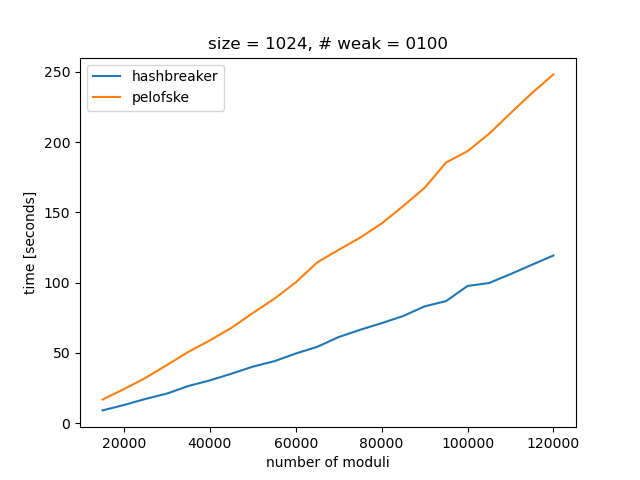 size = 1024, # weak = 0100
hashbreaker
pelofske
250
200
150
100
50
0
time [seconds]
20000 40000 60000 80000 100000 120000
number of moduli